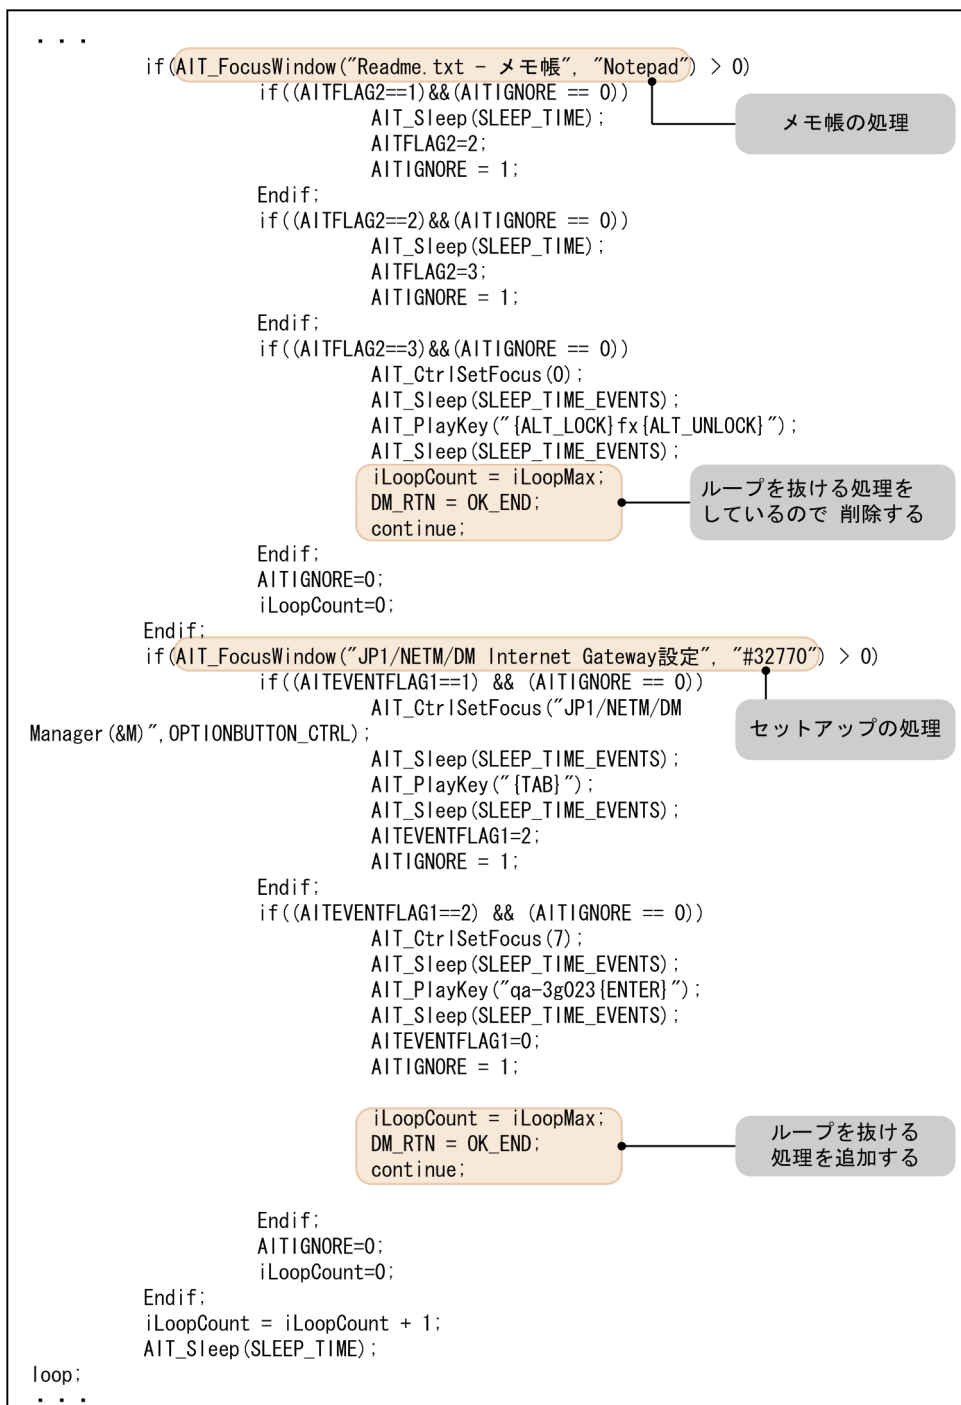 ・・・
if(AIT_FocusWindow("Readme.txt - メモ帳", "Notepad") > 0)
if((AITFLAG2==1)&&(AITIGNORE == 0))
AIT_Sleep(SLEEP_TIME);
メモ帳の処理
AITFLAG2=2;
AITIGNORE = 1;
Endif;
if((AITFLAG2==2)&&(AITIGNORE == 0))
AIT_Sleep(SLEEP_TIME);
AITFLAG2=3;
AITIGNORE = 1;
Endif;
if((AITFLAG2==3)&&(AITIGNORE == 0))
AIT_CtrlSetFocus(0);
AIT_Sleep(SLEEP_TIME_EVENTS);
AIT_PlayKey("{ALT_LOCK}fx{ALT_UNLOCK}");
AIT_Sleep(SLEEP_TIME_EVENTS);
iLoopCount = iLoopMax;
DM_RTN = OK_END;
continue;
ループを抜ける処理を
しているので 削除する
Endif;
AITIGNORE=0;
iLoopCount=0;
Endif;
if(AIT_FocusWindow("JP1/NETM/DM Internet Gateway設定", "#32770") > 0)
if((AITEVENTFLAG1==1) && (AITIGNORE == 0))
AIT_CtrlSetFocus("JP1/NETM/DM
Manager(&M)",OPTIONBUTTON_CTRL);
セットアップの処理
AIT_Sleep(SLEEP_TIME_EVENTS);
AIT_PlayKey("{TAB}");
AIT_Sleep(SLEEP_TIME_EVENTS);
AITEVENTFLAG1=2;
AITIGNORE = 1;
Endif;
if((AITEVENTFLAG1==2) && (AITIGNORE == 0))
AIT_CtrlSetFocus(7);
AIT_Sleep(SLEEP_TIME_EVENTS);
AIT_PlayKey("qa-3g023{ENTER}");
AIT_Sleep(SLEEP_TIME_EVENTS);
AITEVENTFLAG1=0;
AITIGNORE = 1;
iLoopCount = iLoopMax;
DM_RTN = OK_END;
continue;
ループを抜ける
処理を追加する
Endif;
AITIGNORE=0;
iLoopCount=0;
Endif;
iLoopCount = iLoopCount + 1;
AIT_Sleep(SLEEP_TIME);
loop;
・・・